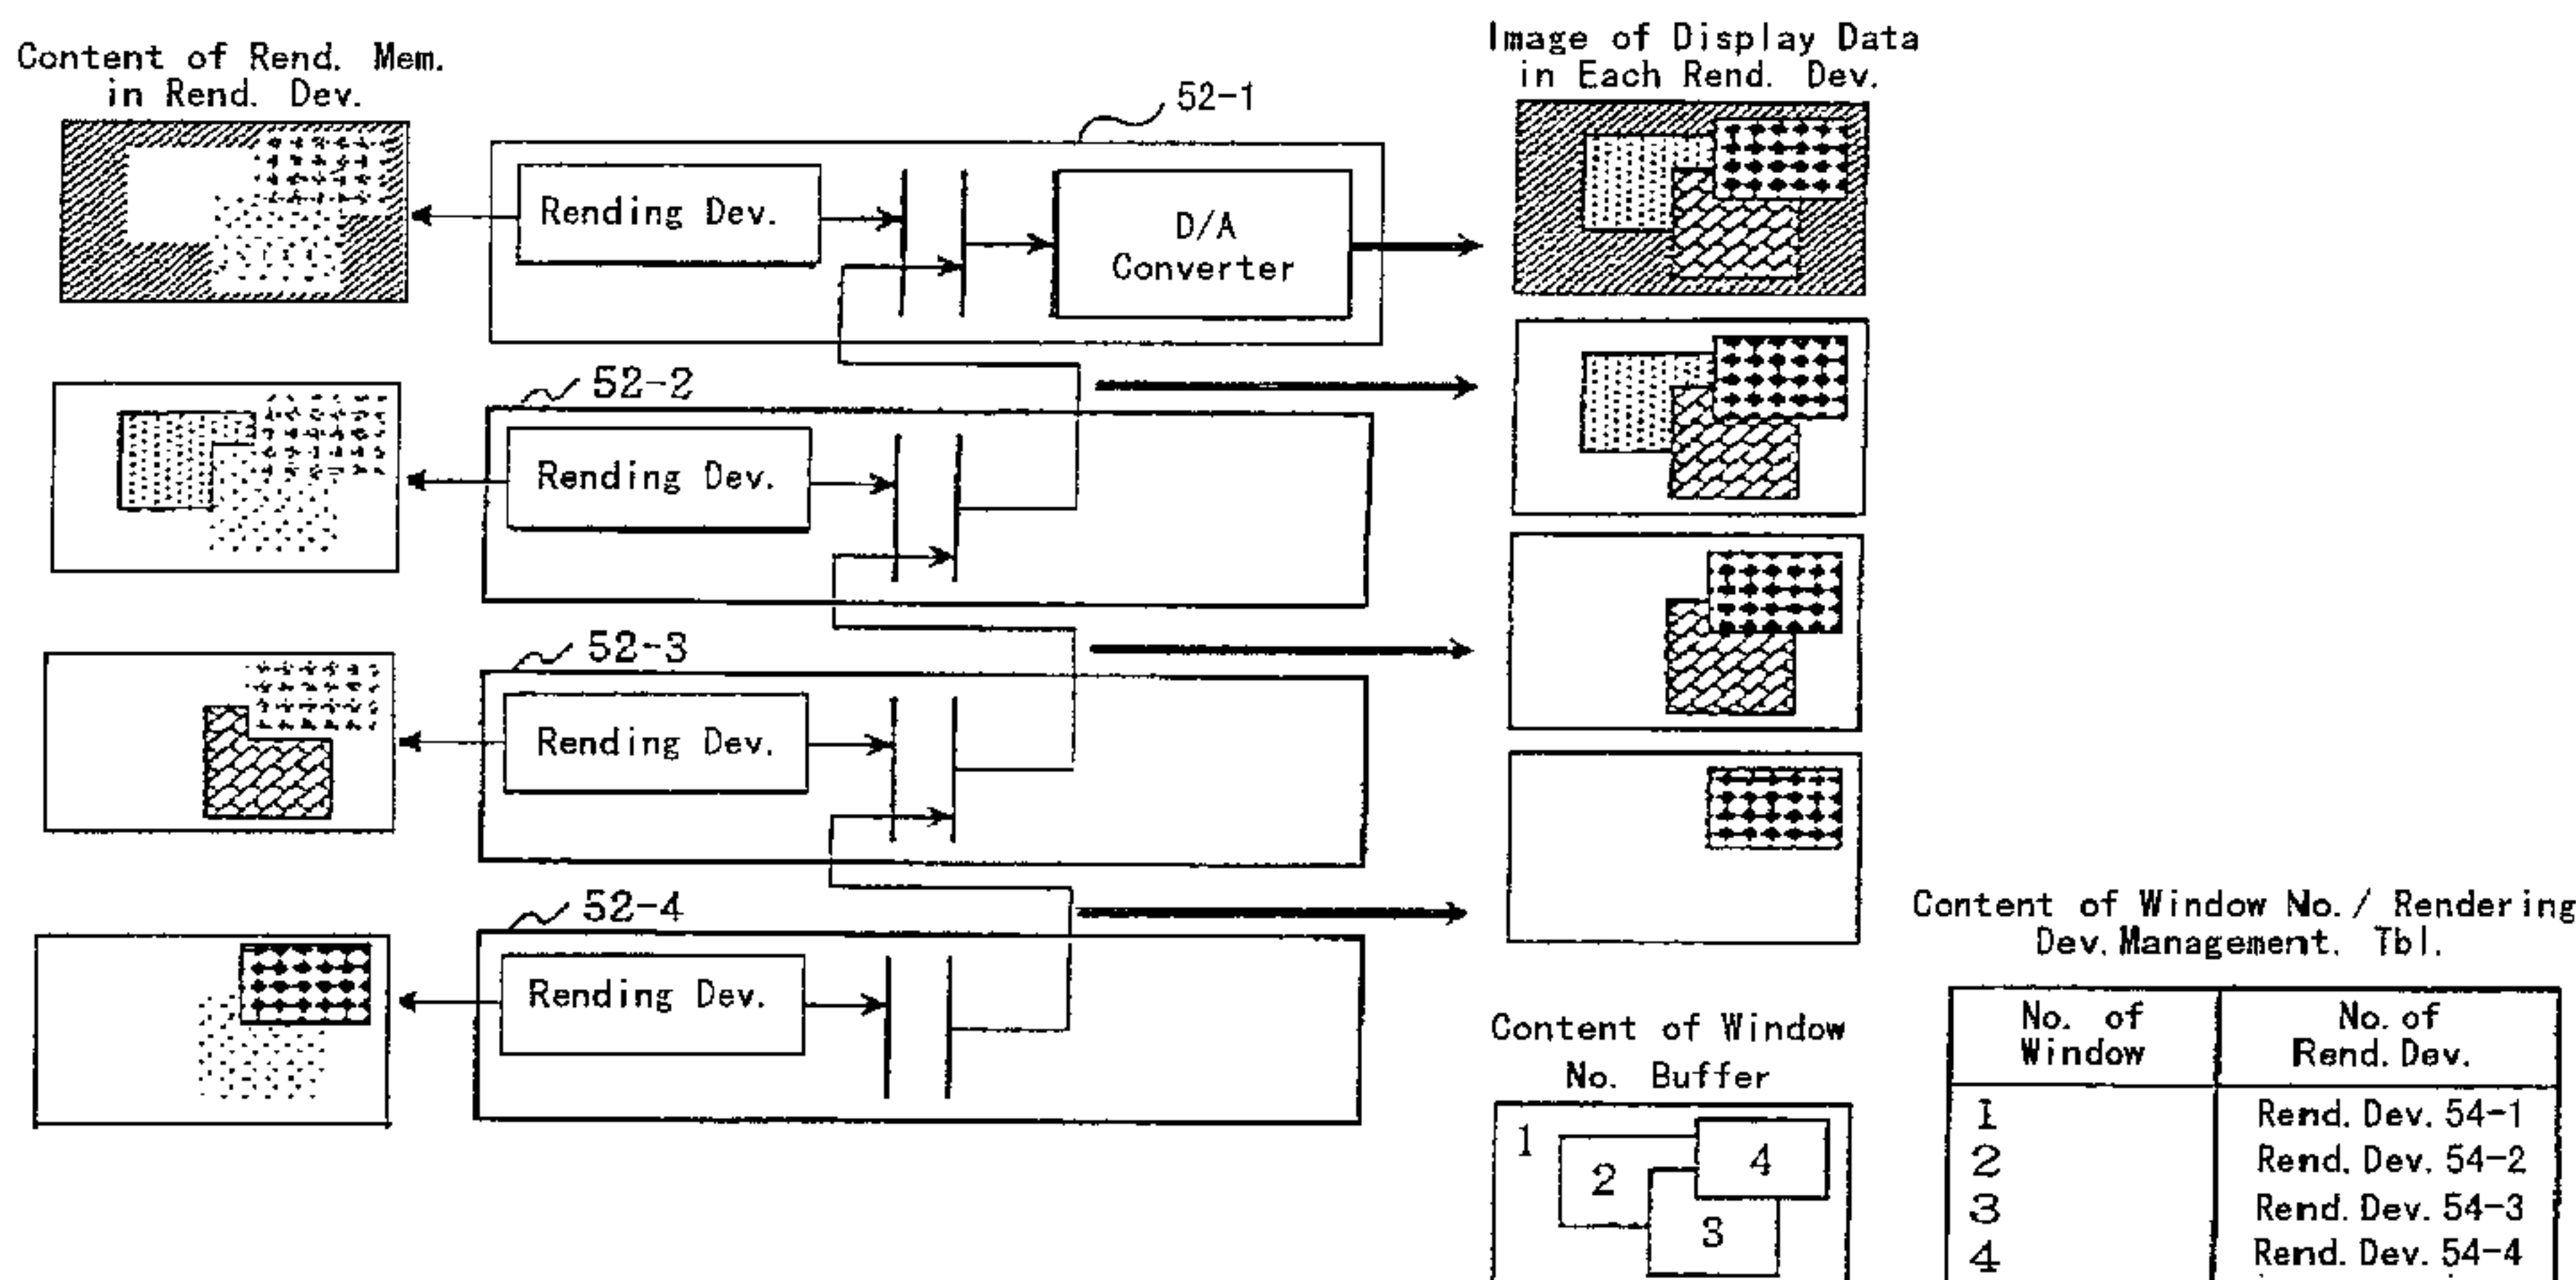 Content of Rend. Mem.
in Rend. Dev.
Image of Display Data
in Each Rend. Dev.
52-1
Rending Dev.
D/A
Converter
52-2
Rending Dev.
52-3
Rending Dev.
52-4
Rending Dev.
Content of Window
No. Buffer
1
2
4
3
Content of Window No./ Rendering
Dev. Management. Tbl.
No. of
Window
No. of
Rend. Dev.
1 Rend. Dev. 54-1
2 Rend. Dev. 54-2
3 Rend. Dev. 54-3
4 Rend. Dev. 54-4